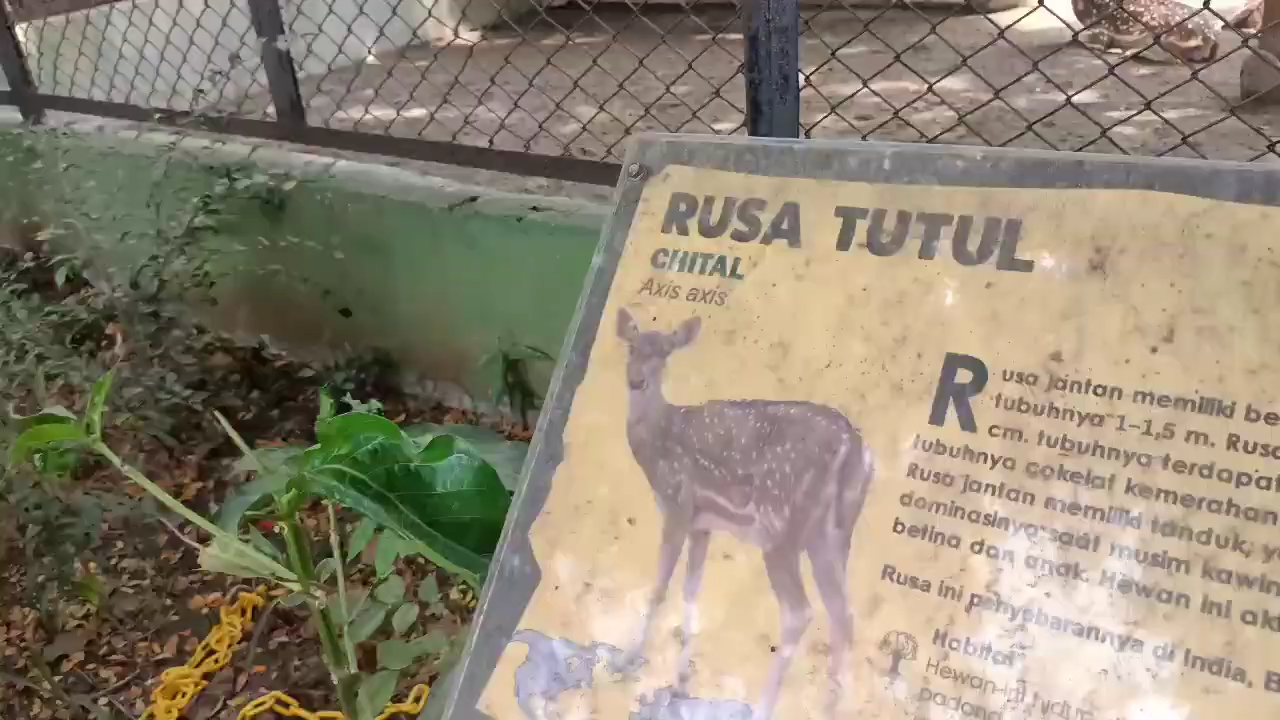 RUSA TUTUL
CHITAL
Axis axis
Rusa jantan memiliki be
tubuhnya 1-1,5 m. Rusa
cm. tubuhnya terdapat
tubuhnya cokelat kemerahan
Rusa jantan memiliki tanduk, y
dominasinya saat musim kawin
betina dan anak. Hewan ini akt
Rusa ini penyebarannya di India, B
Habitat
Hewan ini
padang